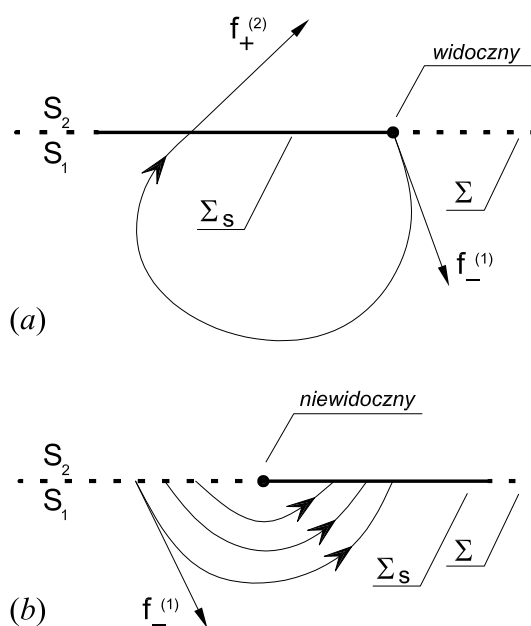 f₊⁽²⁾
widoczny
S₂
S₁
Σₛ
Σ
f₋⁽¹⁾
(a)
niewidoczny
S₂
S₁
Σₛ
Σ
f₋⁽¹⁾
(b)